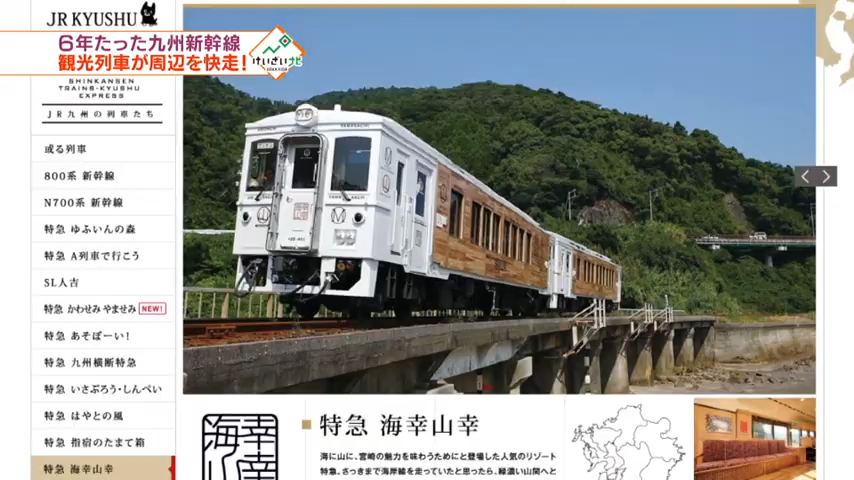 JR KYUSHU
6年たった九州新幹線
観光列車が周辺を快走!
けいざいナビ
SHINKANSEN
TRAINS-KYUSHU
EXPRESS
JR九州の列車たち
或る列車
800系 新幹線
N700系 新幹線
特急 ゆふいんの森
特急 A列車で行こう
SL人吉
特急 かわせみ やませみ NEW!
特急 あそぼーい!
特急 九州横断特急
特急 いさぶろう・しんぺい
特急 はやとの風
特急 指宿のたまて箱
特急 海幸山幸
海幸
幸
特急 海幸山幸
海に山に、宮崎の魅力を味わうためにと登場した人気のリゾート
特急。さっきまで海岸線を走っていたと思ったら、緑濃い山間へと